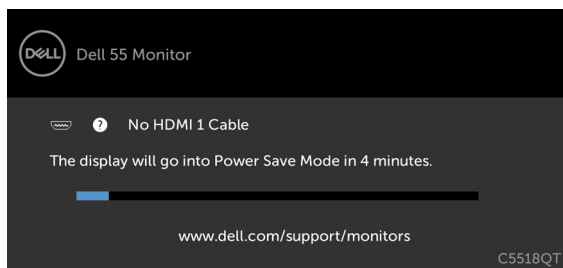 DELL Dell 55 Monitor
? No HDMI 1 Cable
The display will go into Power Save Mode in 4 minutes.
www.dell.com/support/monitors
C5518QT